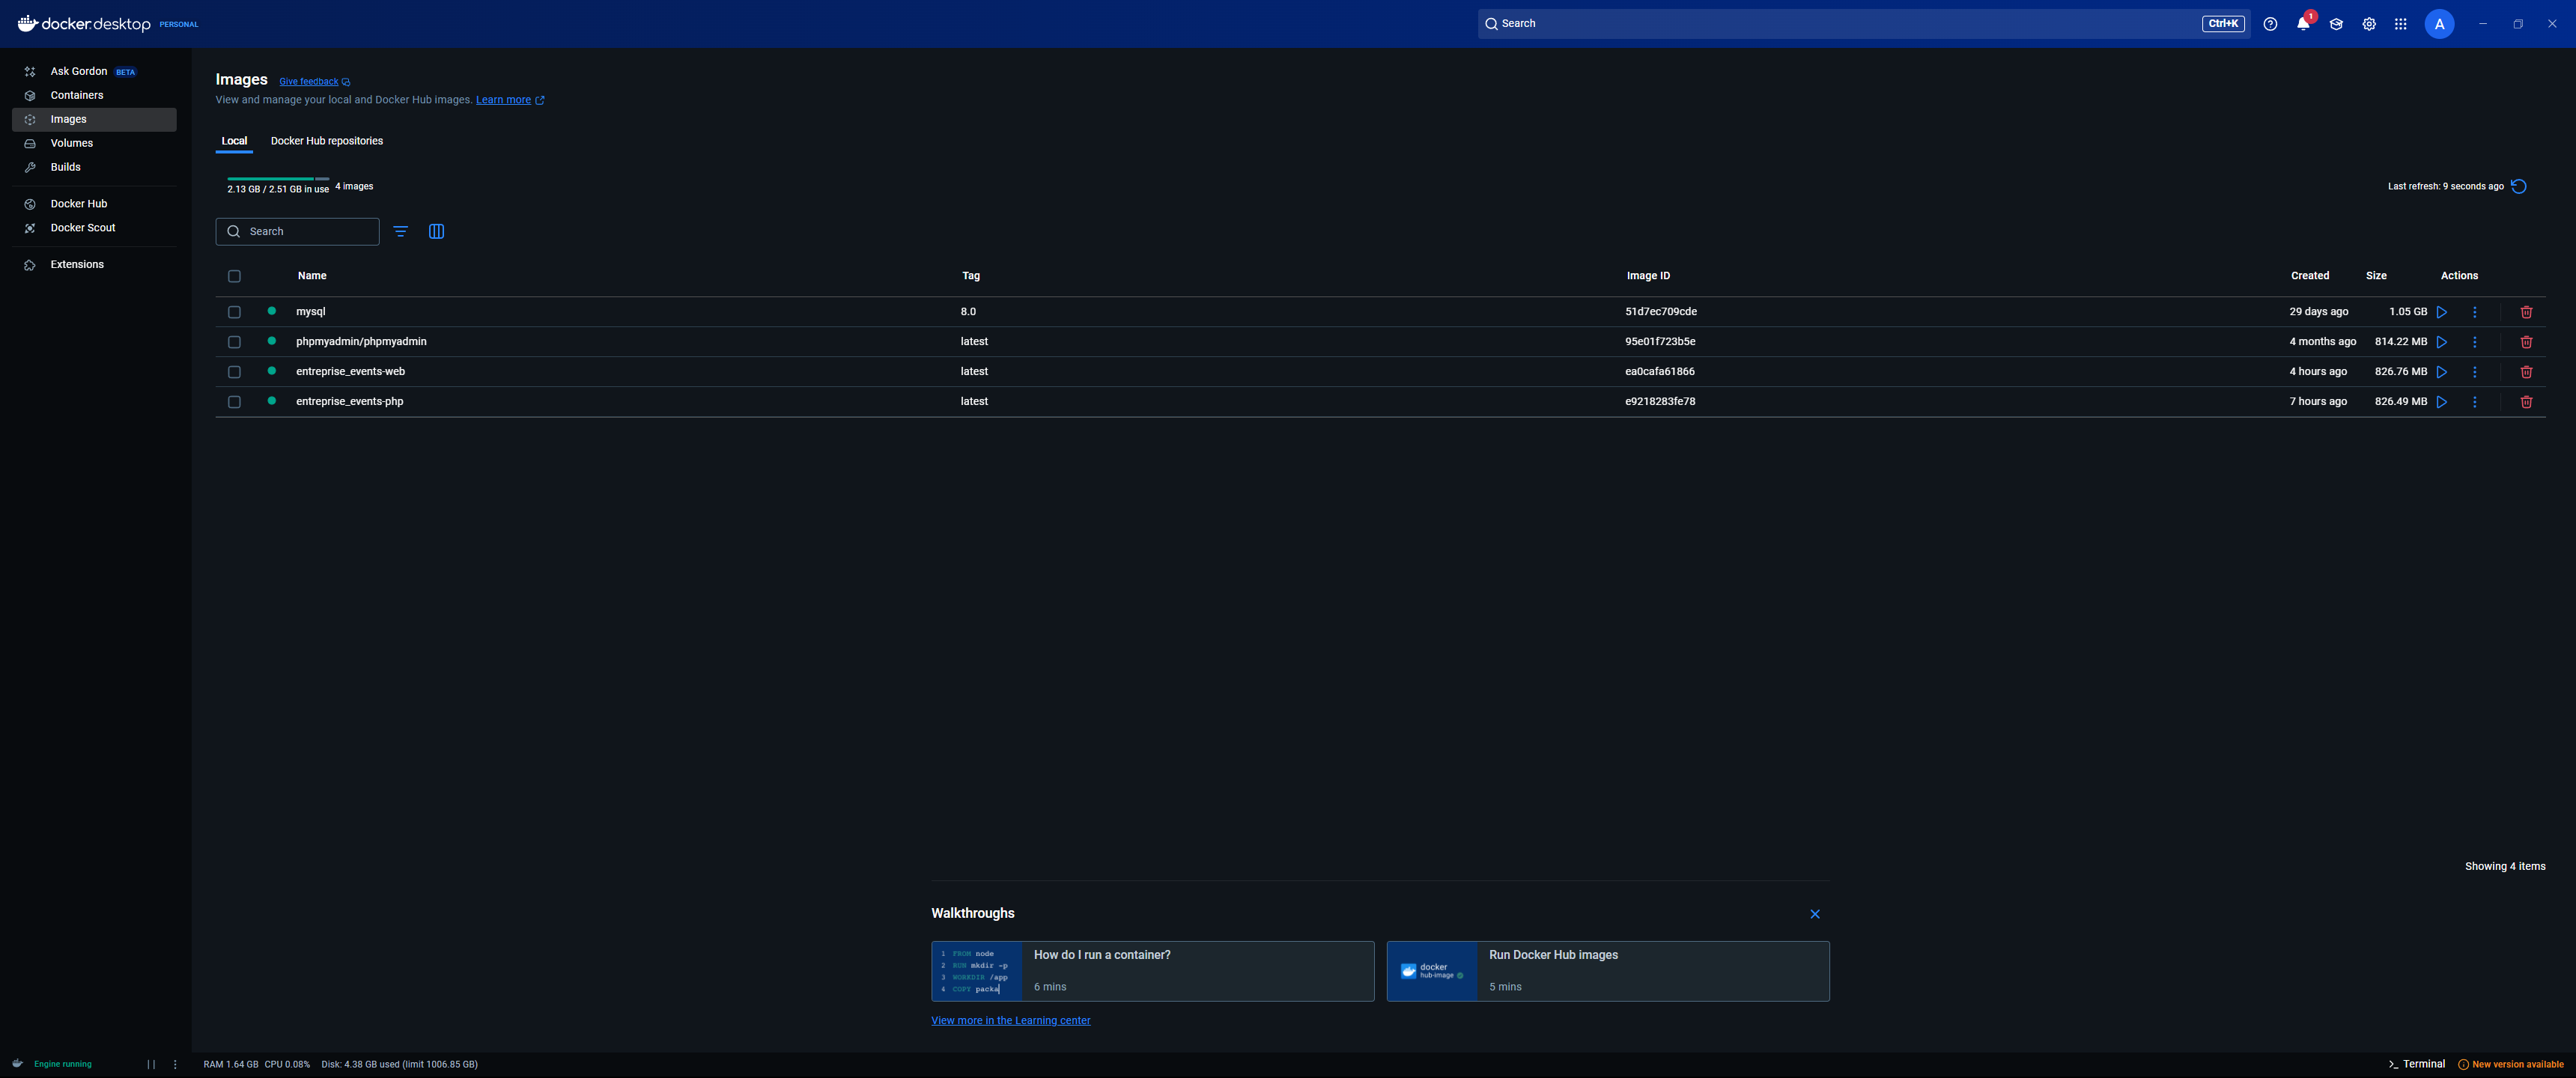 docker.desktop PERSONAL
Search
Ctrl+K
1
A
Ask Gordon BETA
Containers
Images
Volumes
Builds
Docker Hub
Docker Scout
Extensions
Images Give feedback
View and manage your local and Docker Hub images. Learn more
Local Docker Hub repositories
2.13 GB / 2.51 GB in use 4 images
Last refresh: 9 seconds ago
Search
Name Tag Image ID Created Size Actions
mysql 8.0 51d7ec709cde 29 days ago 1.05 GB
phpmyadmin/phpmyadmin latest 95e01f723b5e 4 months ago 814.22 MB
entreprise_events-web latest ea0cafa61866 4 hours ago 826.76 MB
entreprise_events-php latest e9218283fe78 7 hours ago 826.49 MB
Showing 4 items
Walkthroughs
1 FROM node
2 RUN mkdir -p
3 WORKDIR /app
4 COPY packa
How do I run a container?
6 mins
docker
hub-image
Run Docker Hub images
5 mins
View more in the Learning center
Engine running
RAM 1.64 GB CPU 0.08% Disk: 4.38 GB used (limit 1006.85 GB)
Terminal
New version available